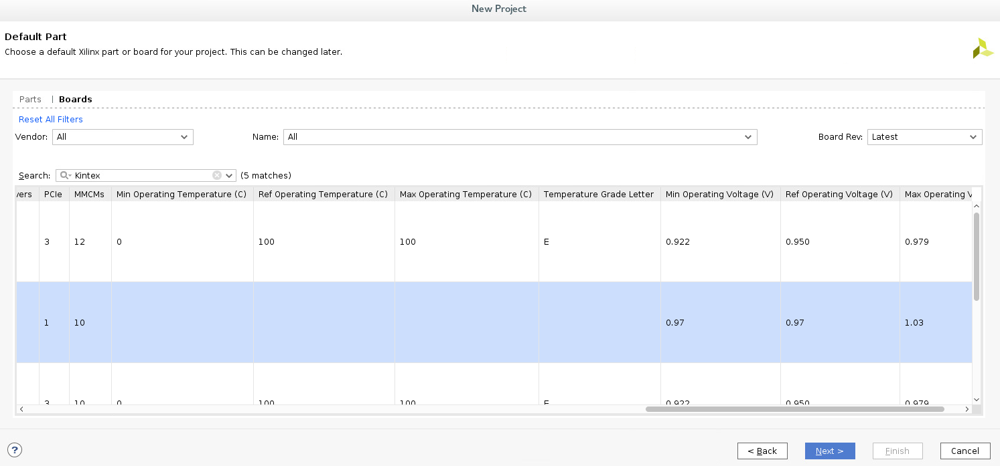 New Project
Default Part
Choose a default Xilinx part or board for your project. This can be changed later.
Parts | Boards
Reset All Filters
Vendor: All Name: All Board Rev: Latest
Search: Kintex (5 matches)
vers PCIe MMCMs Min Operating Temperature (C) Ref Operating Temperature (C) Max Operating Temperature (C) Temperature Grade Letter Min Operating Voltage (V) Ref Operating Voltage (V) Max Operating V
3 12 0 100 100 E 0.922 0.950 0.979
1 10 0.97 0.97 1.03
3 10 0 100 100 E 0.922 0.950 0.979
? < Back Next > Finish Cancel